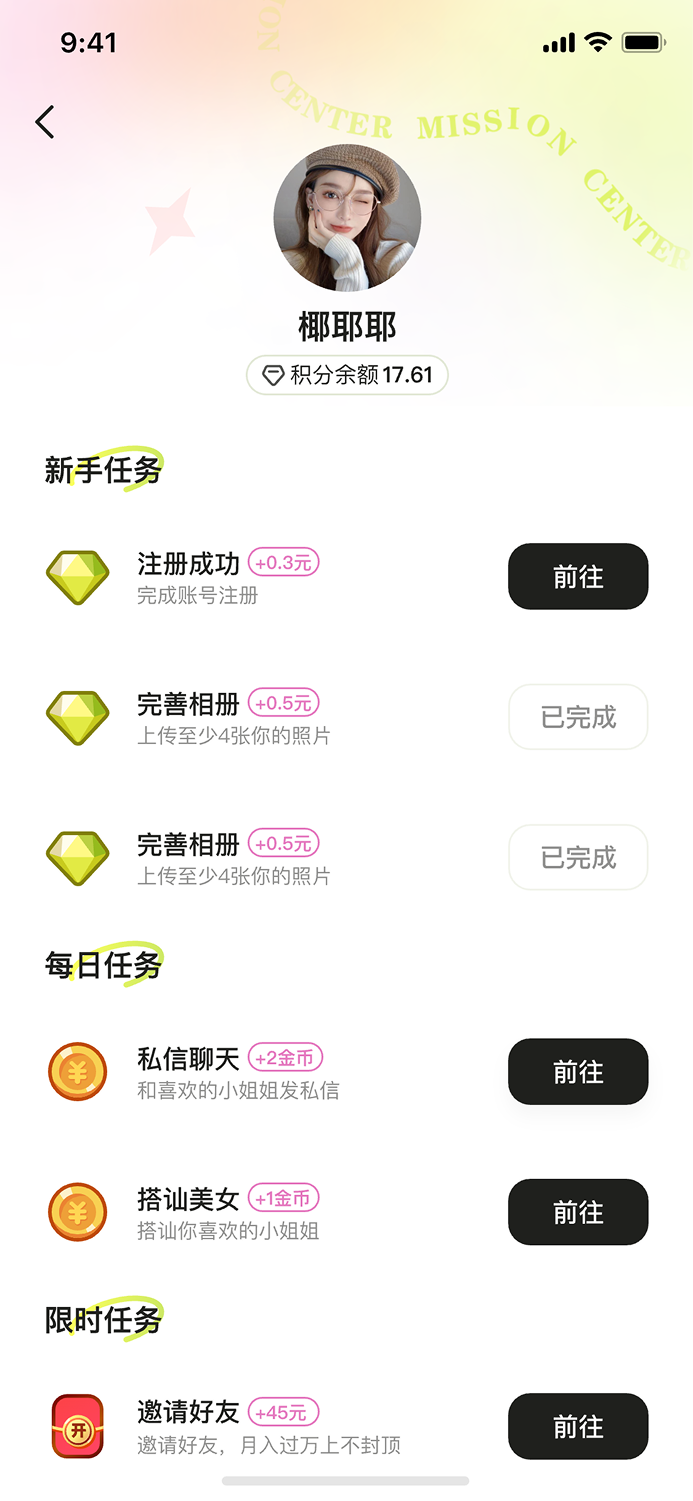 9:41
ON CENTER MISSION CENTER
椰耶耶
积分余额 17.61
新手任务
注册成功 +0.3元
完成账号注册
前往
完善相册 +0.5元
上传至少4张你的照片
已完成
完善相册 +0.5元
上传至少4张你的照片
已完成
每日任务
¥
私信聊天 +2金币
和喜欢的小姐姐发私信
前往
¥
搭讪美女 +1金币
搭讪你喜欢的小姐姐
前往
限时任务
开
邀请好友 +45元
邀请好友，月入过万上不封顶
前往